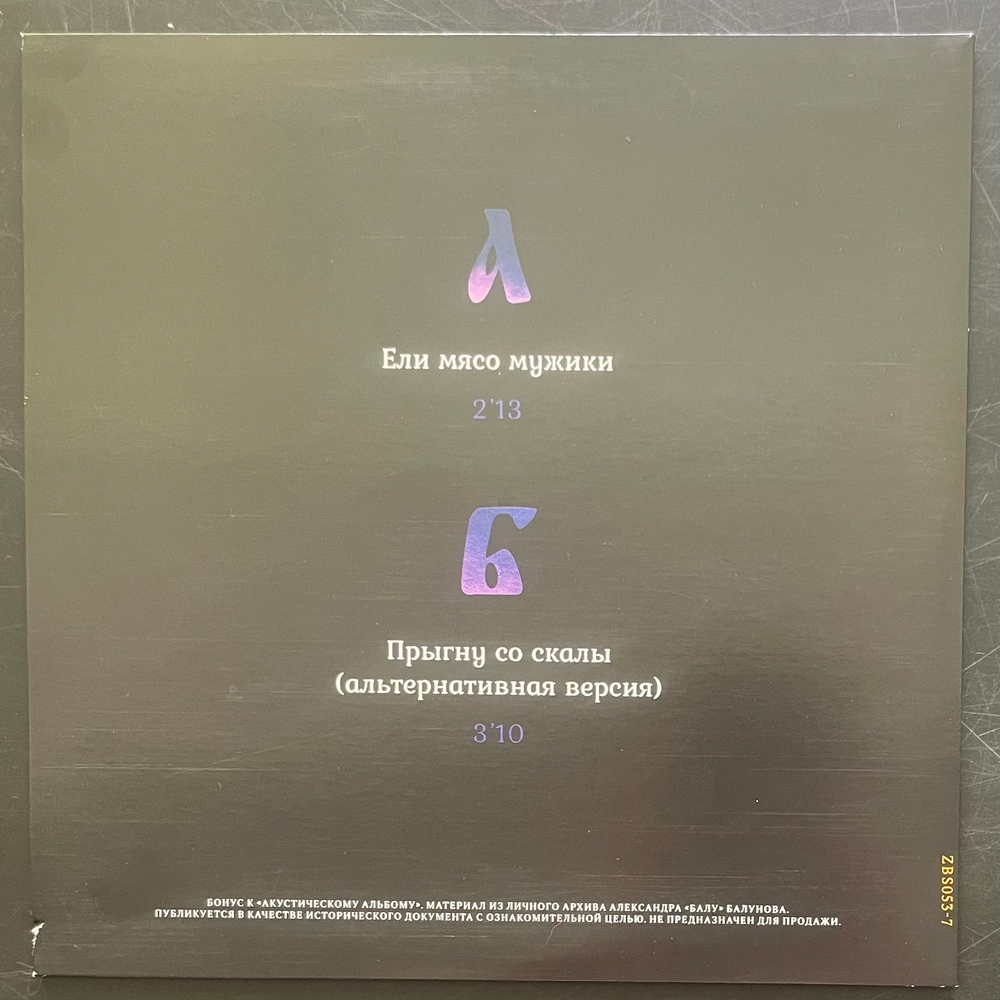 А
Ели мясо мужики
2'13
Б
Прыгну со скалы
(альтернативная версия)
3'10
БОНУС К «АКУСТИЧЕСКОМУ АЛЬБОМУ». МАТЕРИАЛ ИЗ ЛИЧНОГО АРХИВА АЛЕКСАНДРА «БАЛУ» БАЛУНОВА.
ПУБЛИКУЕТСЯ В КАЧЕСТВЕ ИСТОРИЧЕСКОГО ДОКУМЕНТА С ОЗНАКОМИТЕЛЬНОЙ ЦЕЛЬЮ. НЕ ПРЕДНАЗНАЧЕН ДЛЯ ПРОДАЖИ.
ZBS053-7